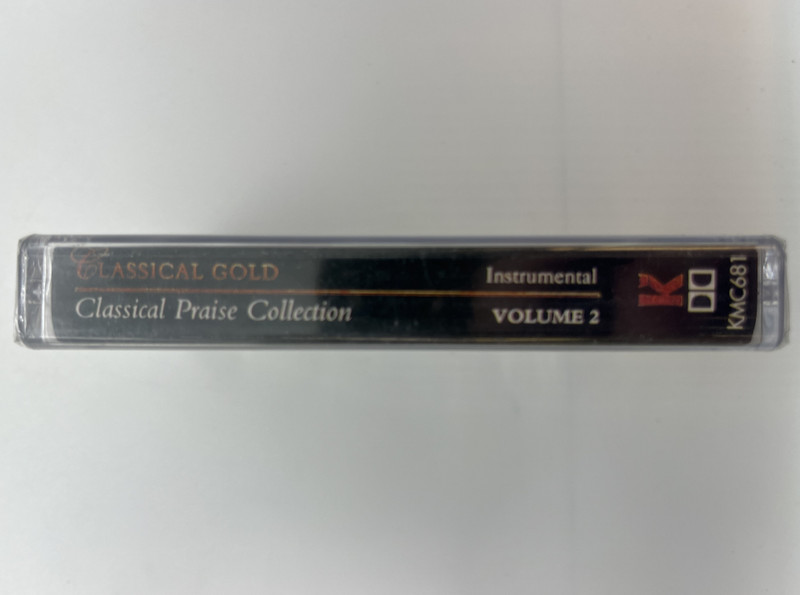 CLASSICAL GOLD
Classical Praise Collection
Instrumental
VOLUME 2
K
KMC681